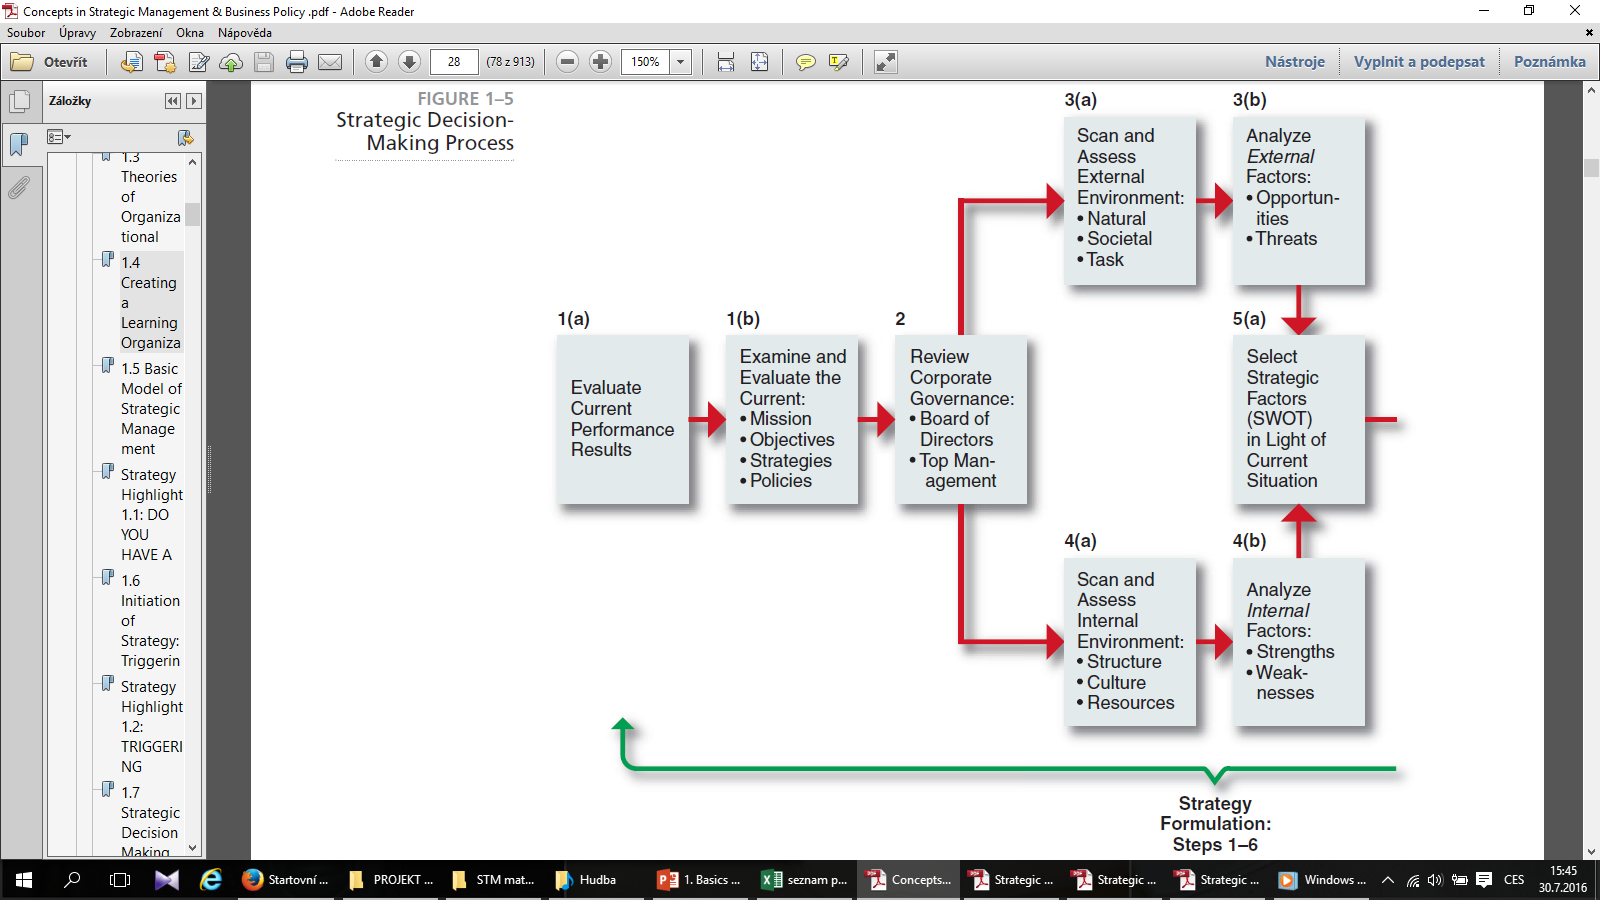 Concepts in Strategic Management & Business Policy .pdf - Adobe Reader
Soubor Úpravy Zobrazení Okna Nápověda
Otevřít 28 (78 z 913) 150% Nástroje Vyplnit a podepsat Poznámka
Záložky
1.3
Theories
of
Organiza
tional
1.4
Creating
a
Learning
Organiza
1.5 Basic
Model of
Strategic
Manage
ment
Strategy
Highlight
1.1: DO
YOU
HAVE A
1.6
Initiation
of
Strategy:
Triggerin
Strategy
Highlight
1.2:
TRIGGERI
NG
1.7
Strategic
Decision
Making
FIGURE 1–5
Strategic Decision-
Making Process
1(a)
Evaluate
Current
Performance
Results
1(b)
Examine and
Evaluate the
Current:
• Mission
• Objectives
• Strategies
• Policies
2
Review
Corporate
Governance:
• Board of
Directors
• Top Man-
agement
3(a)
Scan and
Assess
External
Environment:
• Natural
• Societal
• Task
3(b)
Analyze
External
Factors:
• Opportun-
ities
• Threats
4(a)
Scan and
Assess
Internal
Environment:
• Structure
• Culture
• Resources
4(b)
Analyze
Internal
Factors:
• Strengths
• Weak-
nesses
5(a)
Select
Strategic
Factors
(SWOT)
in Light of
Current
Situation
Strategy
Formulation:
Steps 1–6
Startovní ... PROJEKT ... STM mat... Hudba 1. Basics ... seznam p... Concepts... Strategic ... Strategic ... Strategic ... Windows ... CES 15:45
30.7.2016